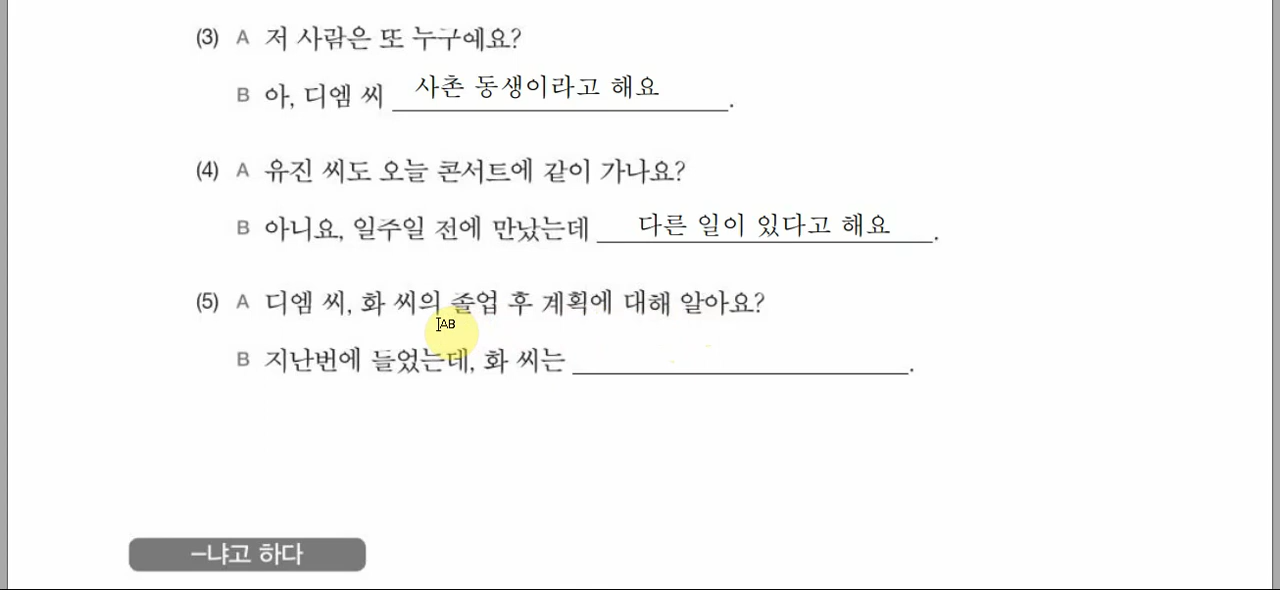 (3) A 저 사람은 또 누구예요?
B 아, 디엠 씨 사촌 동생이라고 해요.
(4) A 유진 씨도 오늘 콘서트에 같이 가나요?
B 아니요, 일주일 전에 만났는데 다른 일이 있다고 해요.
(5) A 디엠 씨, 화 씨의 졸업 후 계획에 대해 알아요?
B 지난번에 들었는데, 화 씨는 .
AB
-냐고 하다